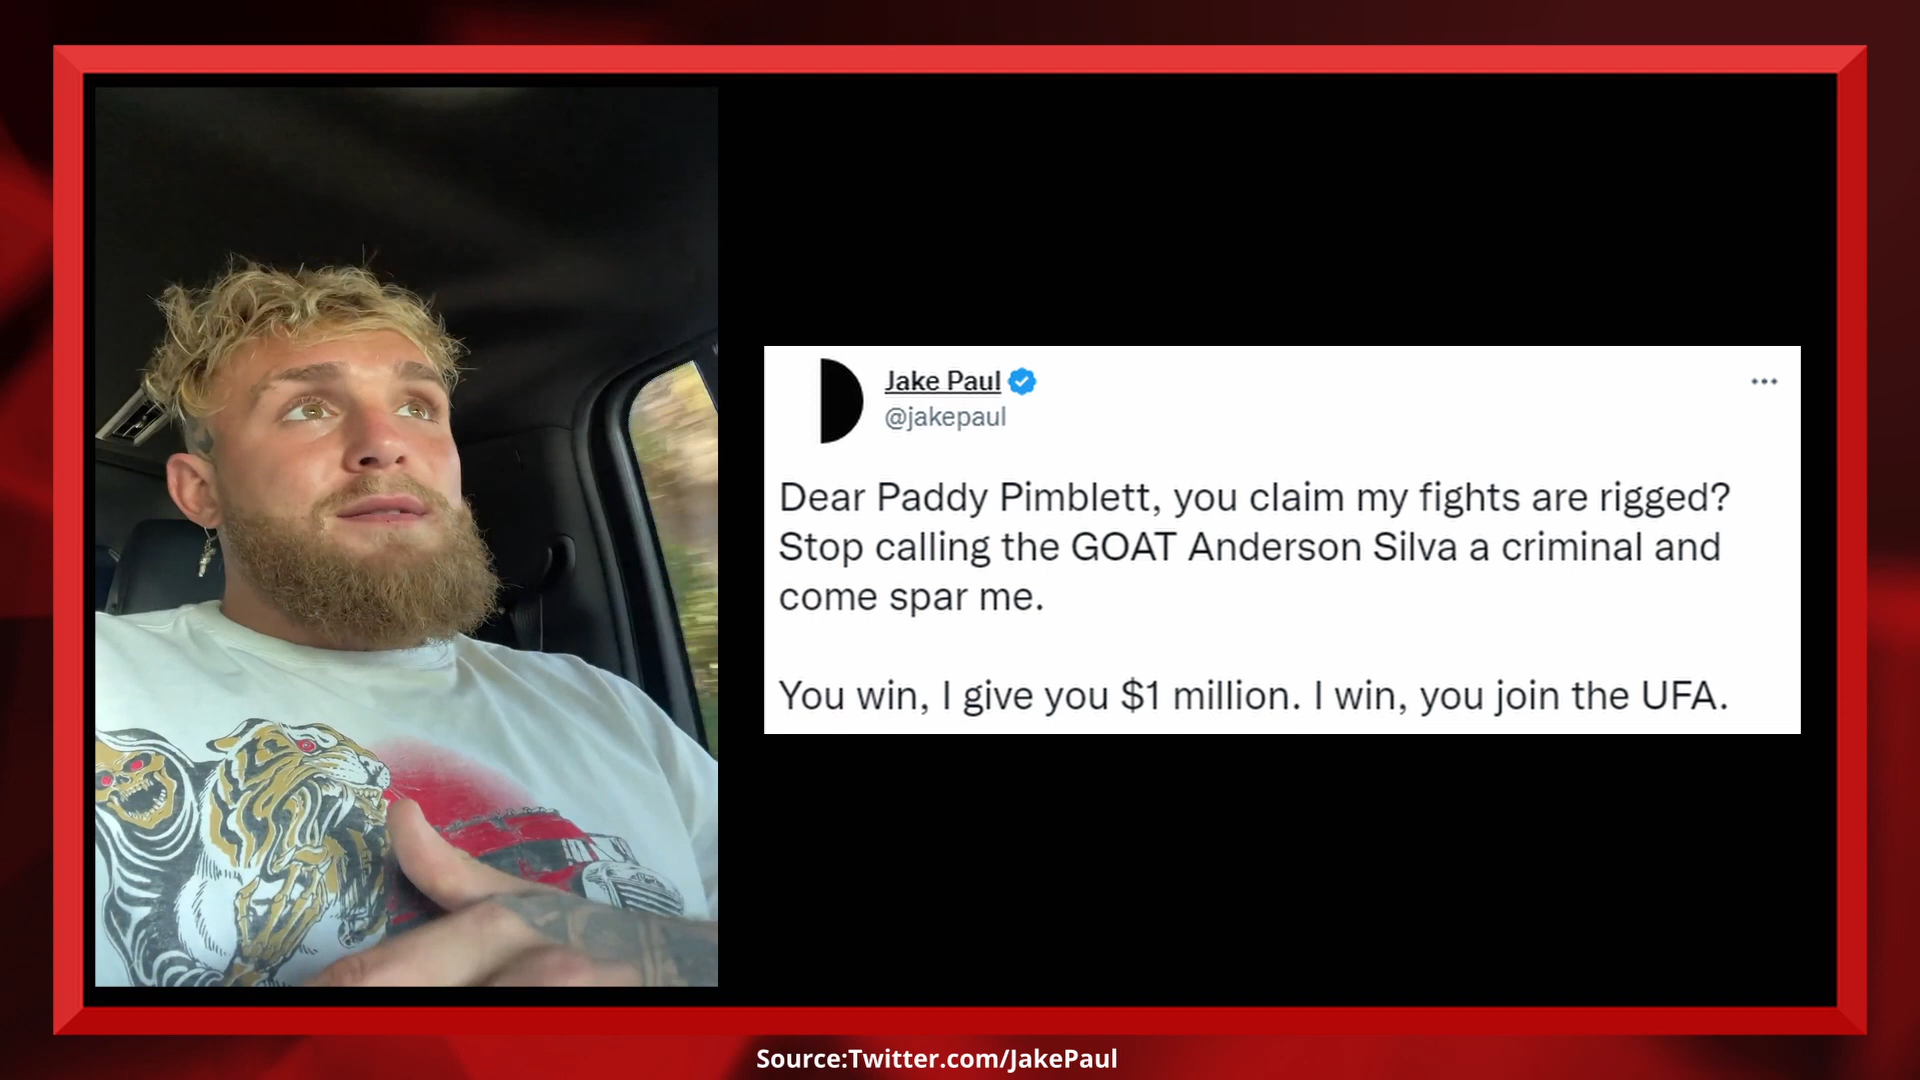 Jake Paul
@jakepaul
Dear Paddy Pimblett, you claim my fights are rigged?
Stop calling the GOAT Anderson Silva a criminal and
come spar me.
You win, I give you $1 million. I win, you join the UFA.
Source:Twitter.com/JakePaul